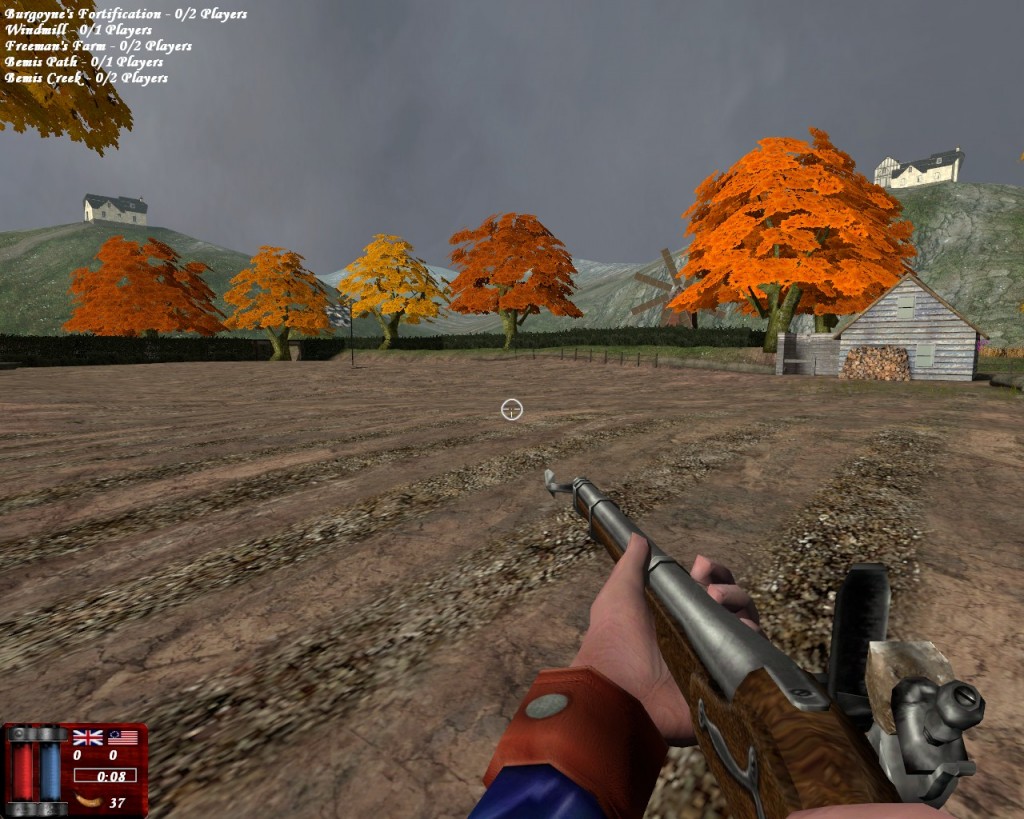 Burgoyne's Fortification - 0/2 Players
Windmill - 0/1 Players
Freeman's Farm - 0/2 Players
Bemis Path - 0/1 Players
Bemis Creek - 0/2 Players
0 0
0:08
37